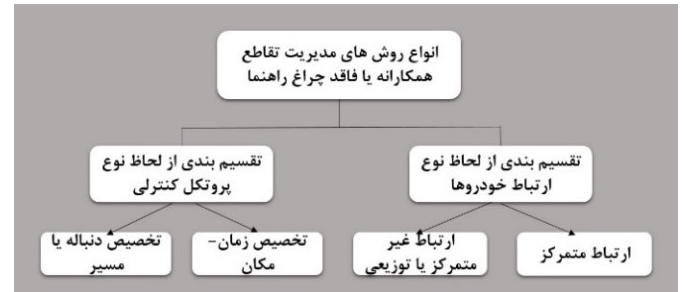 انواع روش های مدیریت تقاطع
همکارانه یا فاقد چراغ راهنما
تقسیم بندی از لحاظ نوع
ارتباط خودروها
تقسیم بندی از لحاظ نوع
پروتکل کنترلی
ارتباط متمرکز
ارتباط غیر
متمرکز یا توزیعی
تخصیص زمان-
مکان
تخصیص دنباله یا
مسیر